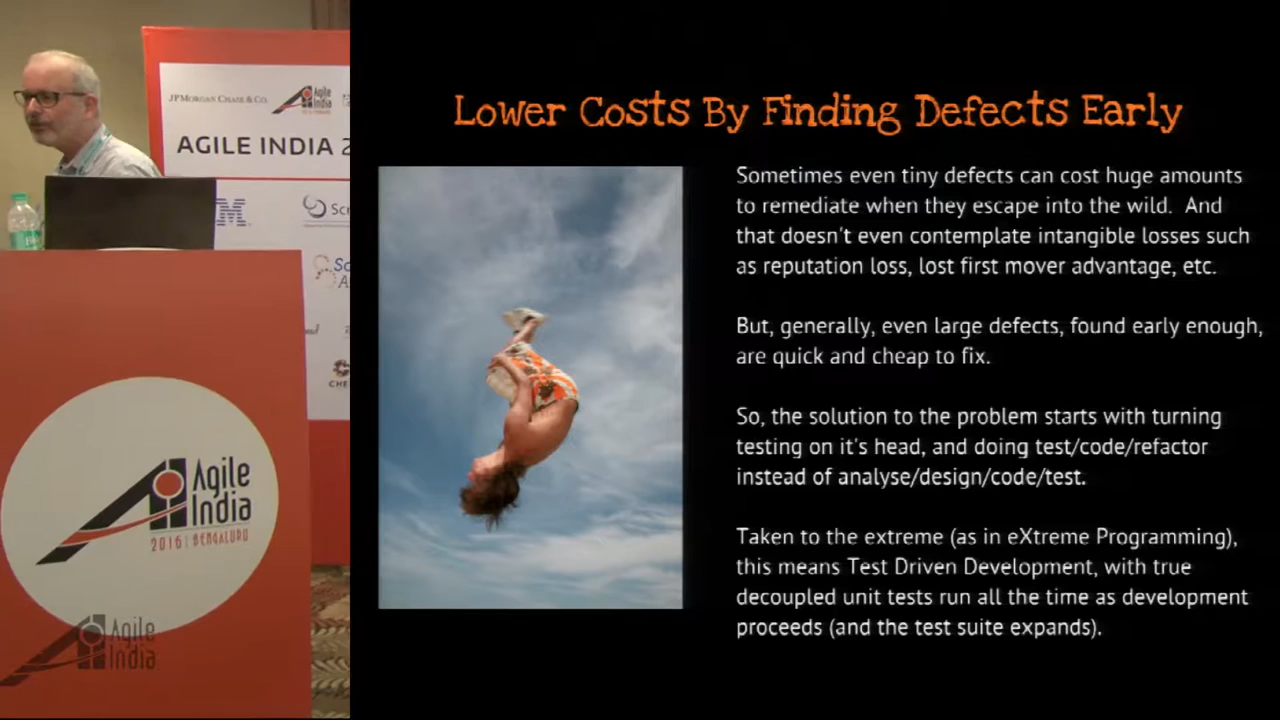 JPMORGAN CHASE & CO.
Agile
India
AGILE INDIA 2
Agile
India
2016 | BENGALURU
Agile
India
Lower Costs By Finding Defects Early
Sometimes even tiny defects can cost huge amounts
to remediate when they escape into the wild. And
that doesn't even contemplate intangible losses such
as reputation loss, lost first mover advantage, etc.
But, generally, even large defects, found early enough,
are quick and cheap to fix.
So, the solution to the problem starts with turning
testing on it's head, and doing test/code/refactor
instead of analyse/design/code/test.
Taken to the extreme (as in eXtreme Programming),
this means Test Driven Development, with true
decoupled unit tests run all the time as development
proceeds (and the test suite expands).